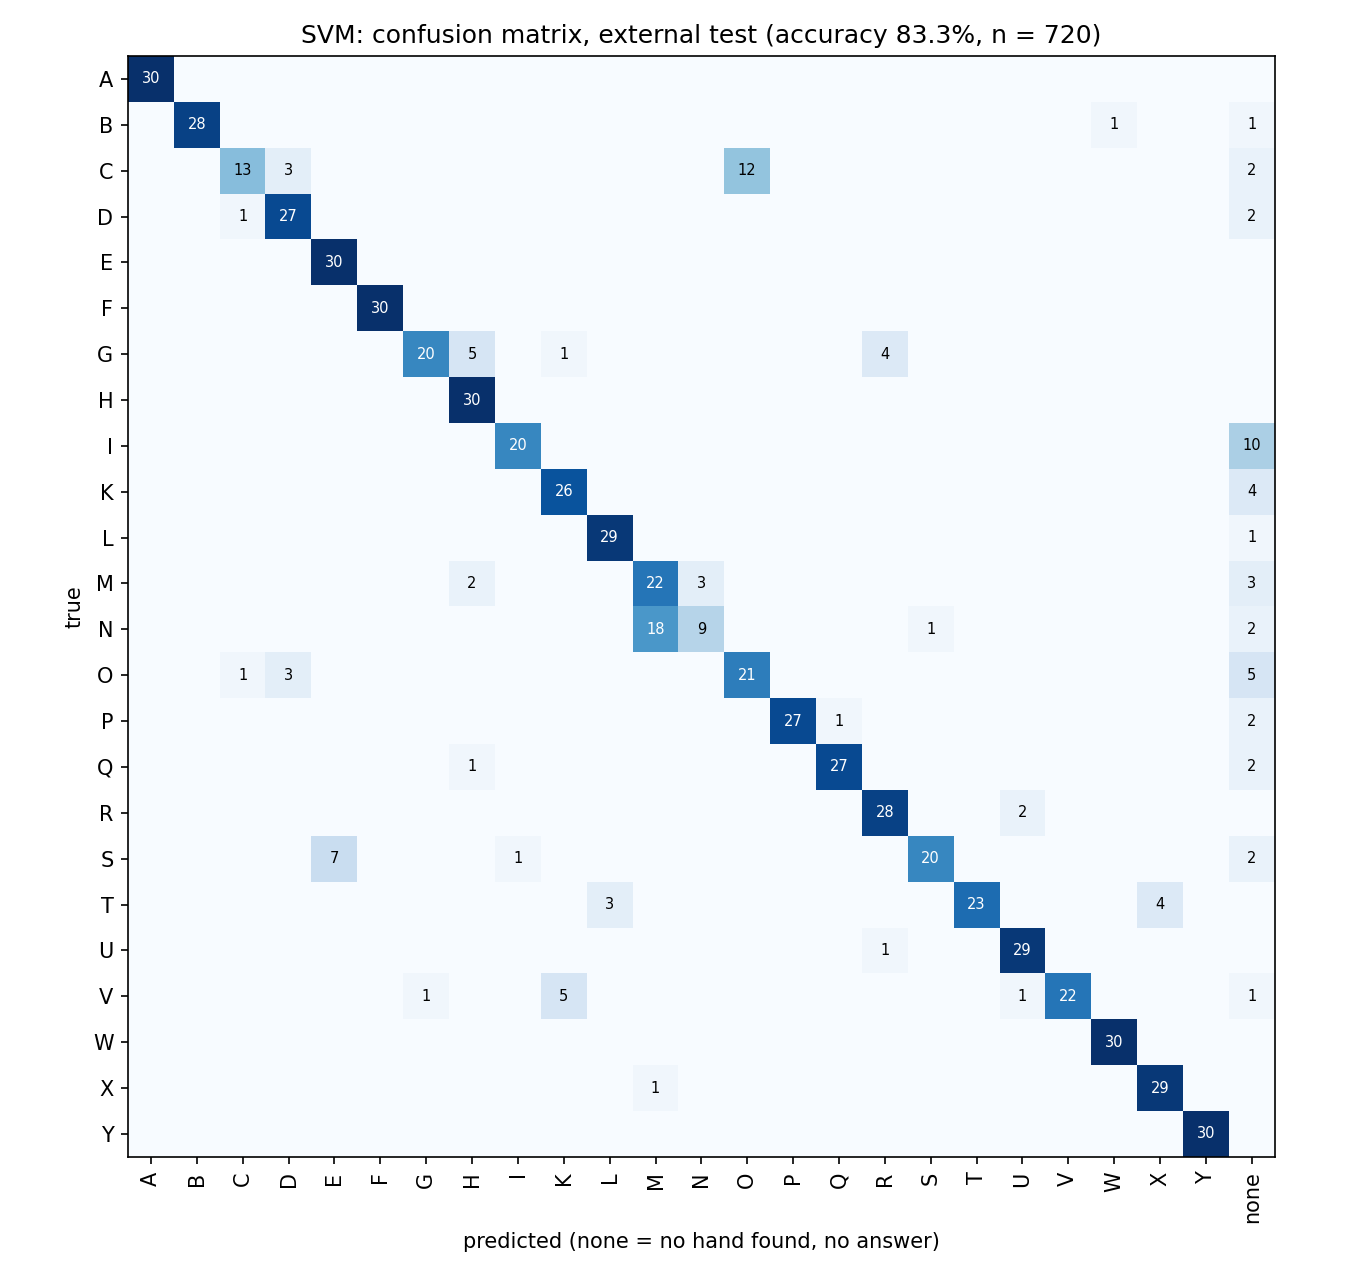 SVM: confusion matrix, external test (accuracy 83.3%, n = 720)
A 30
B 28 1 1
C 13 3 12 2
D 1 27 2
E 30
F 30
G 20 5 1 4
H 30
I 20 10
K 26 4
L 29 1
M 2 22 3 3
N 18 9 1 2
O 1 3 21 5
P 27 1 2
Q 1 27 2
R 28 2
S 7 1 20 2
T 3 23 4
U 1 29
V 1 5 1 22 1
W 30
X 1 29
Y 30
true
A B C D E F G H I K L M N O P Q R S T U V W X Y none
predicted (none = no hand found, no answer)